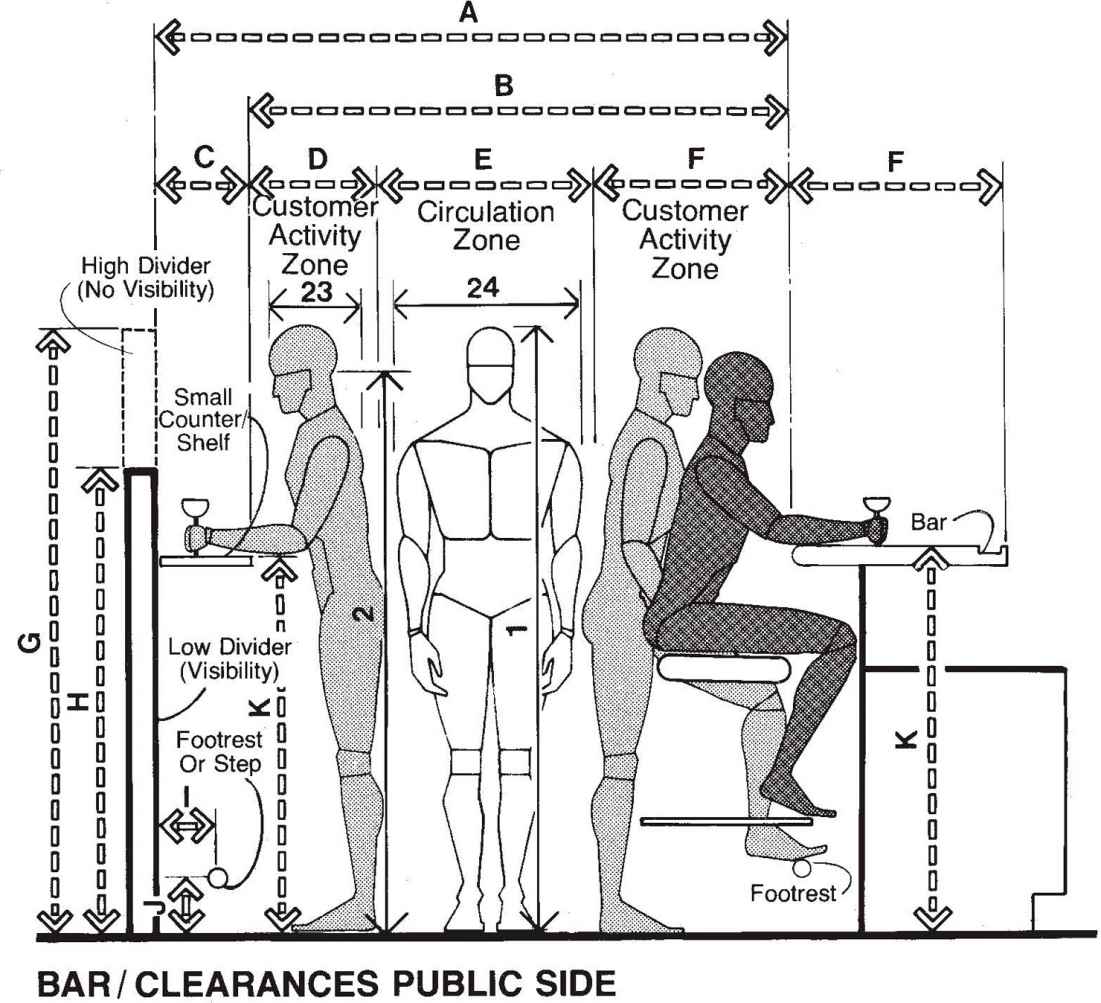 A
B
C
D
E
F
F
Customer
Activity
Zone
Circulation
Zone
Customer
Activity
Zone
High Divider
(No Visibility)
23
24
Small
Counter/
Shelf
Bar
G
H
2
1
Low Divider
(Visibility)
K
K
Footrest
Or Step
I
J
Footrest
BAR/CLEARANCES PUBLIC SIDE